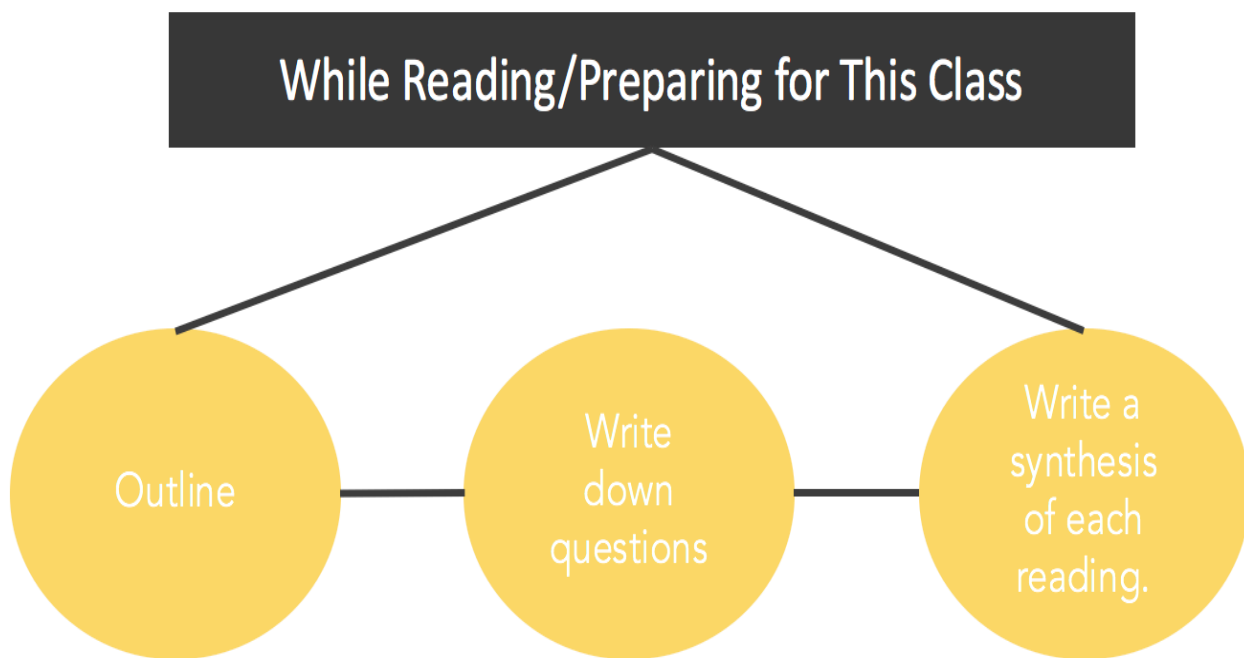 While Reading/Preparing for This Class
Outline
Write
down
questions
Write a
synthesis
of each
reading.